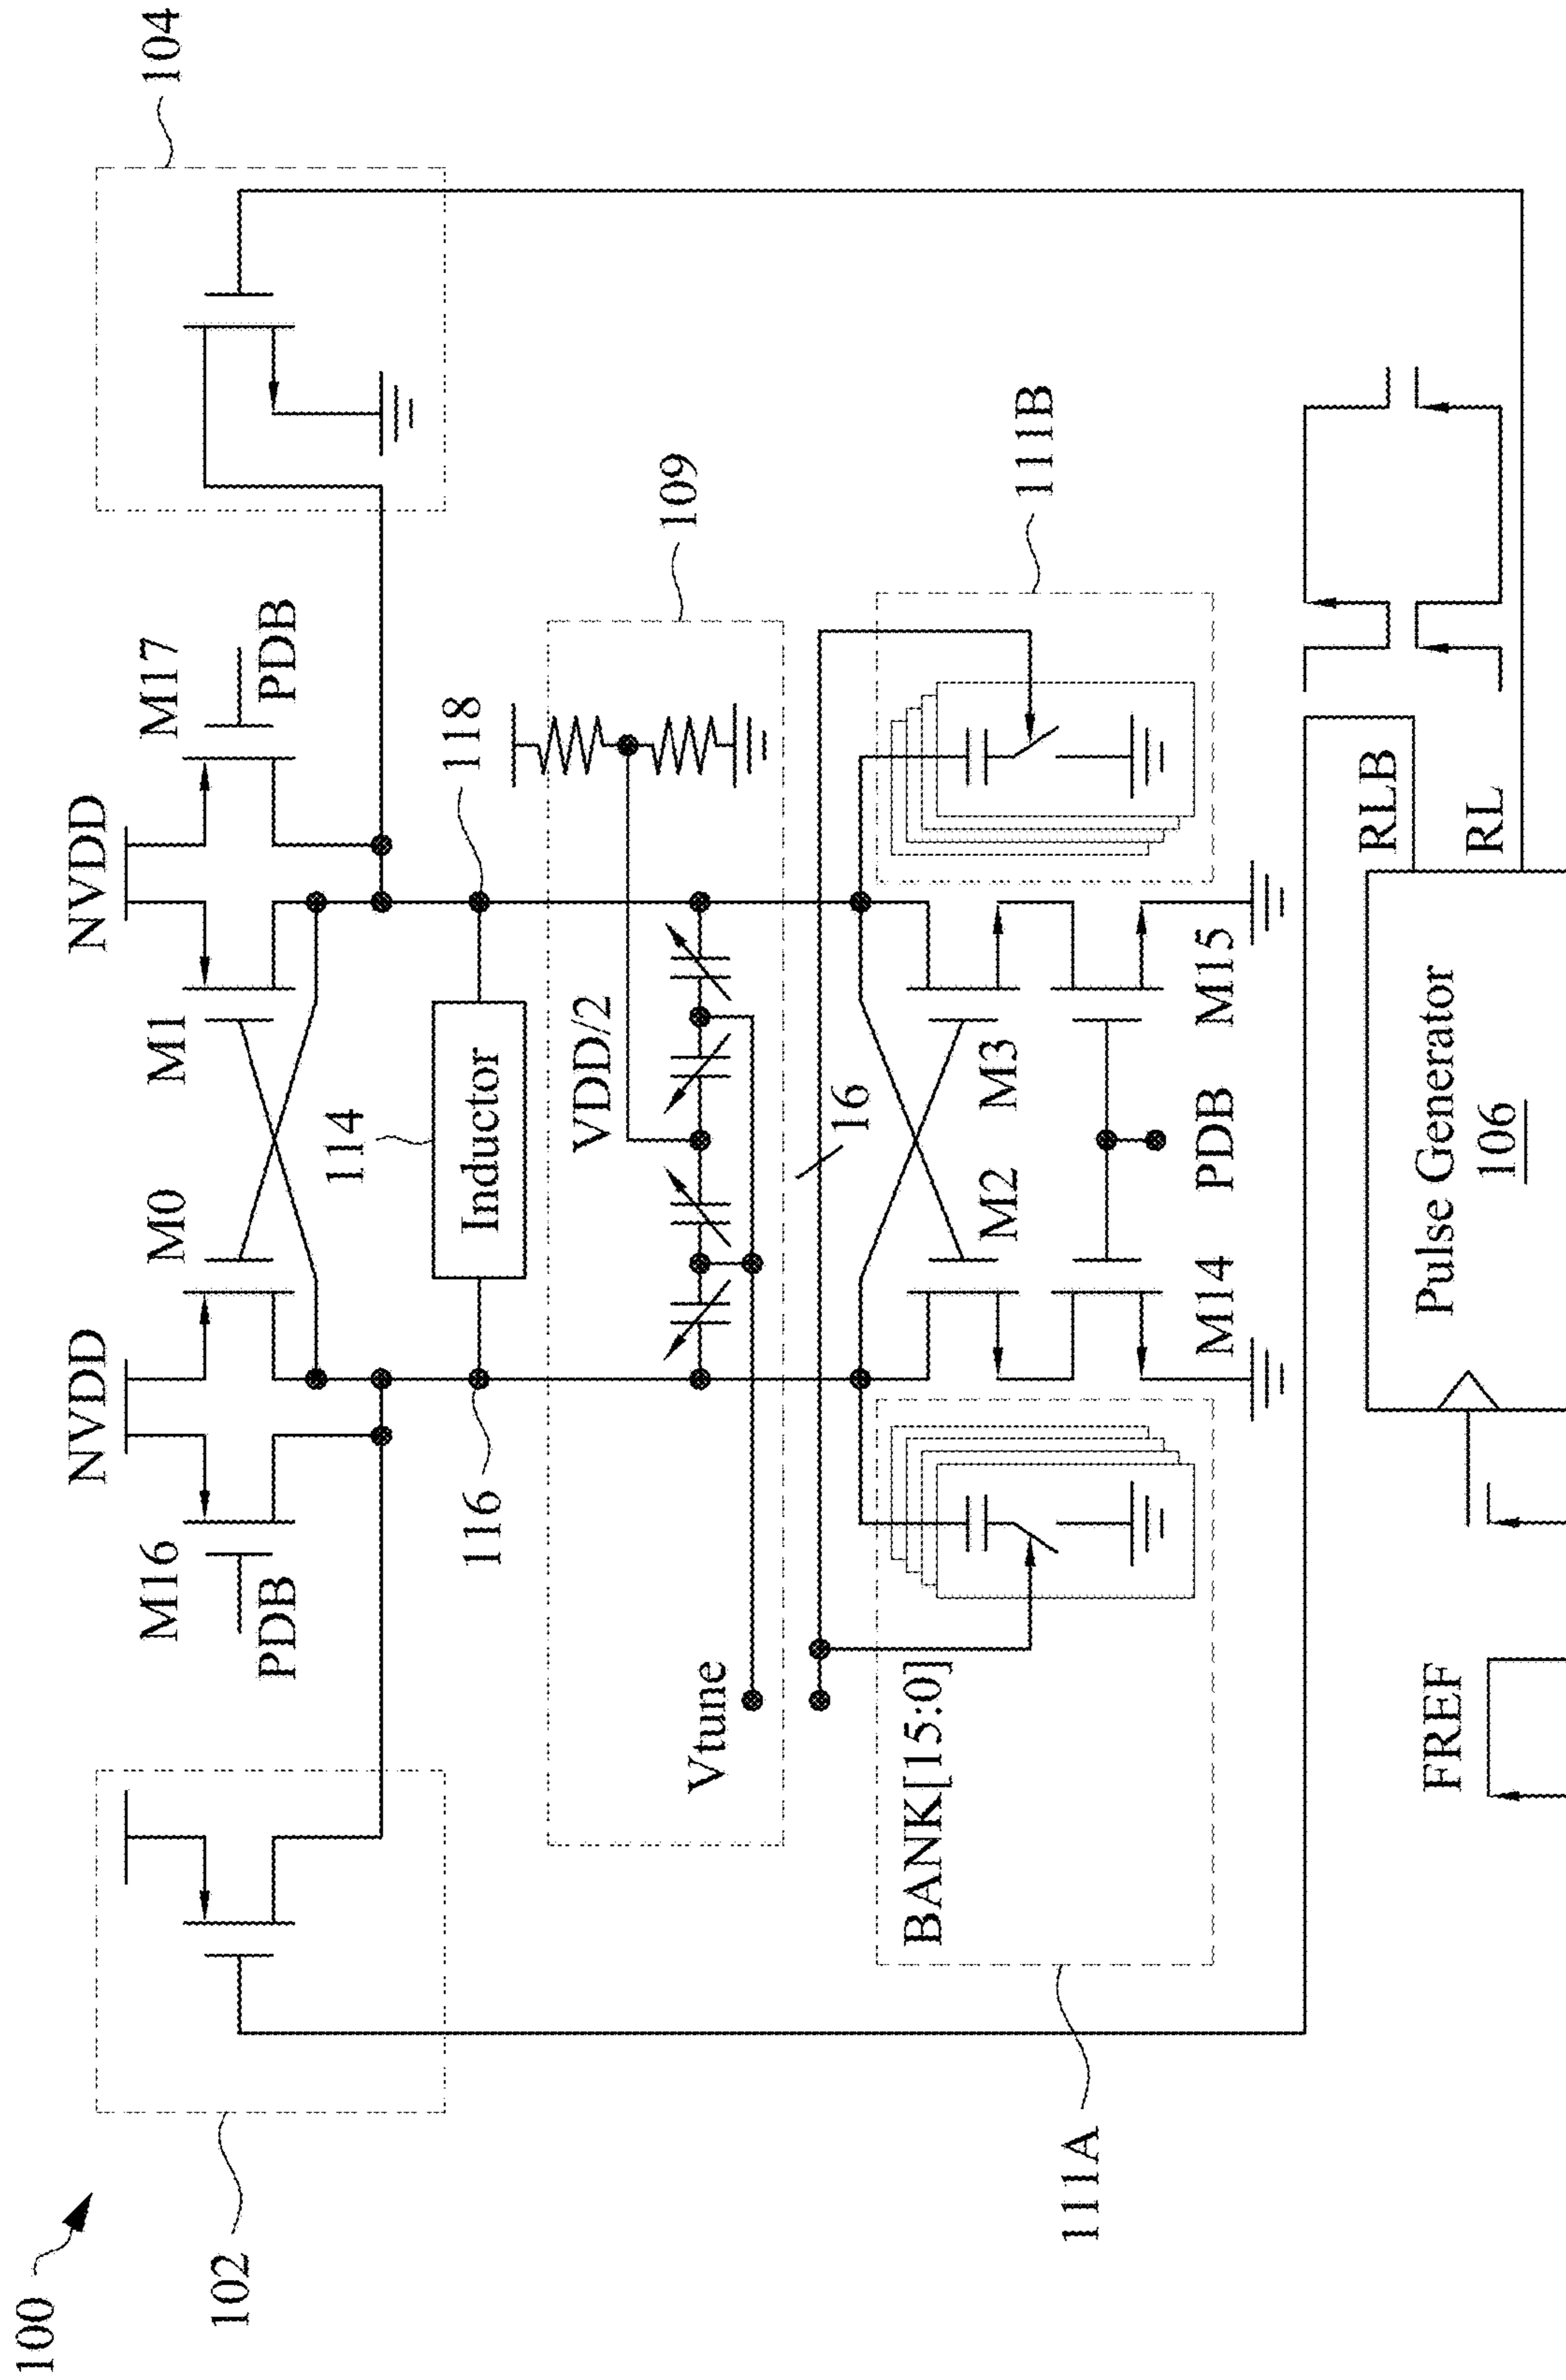 100
102
104
NVDD
NVDD
M16
M0
M1
M17
PDB
PDB
114
Inductor
116
118
109
VDD/2
Vtune
16
BANK[15:0]
M2
M3
111B
111A
M14
PDB
M15
RLB
RL
FREF
Pulse Generator
106